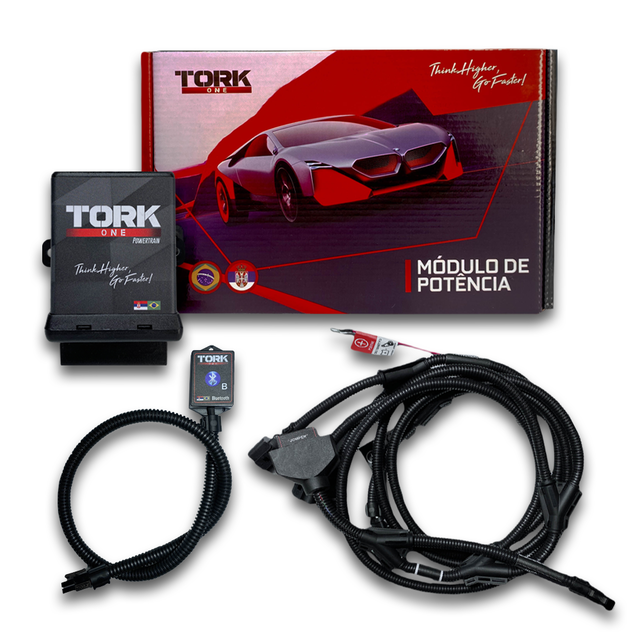 TORK
ONE
Think Higher,
Go Faster!
MÓDULO DE
POTÊNCIA
TORK
ONE
POWERTRAIN
Think Higher,
Go Faster!
TORK
B
Bluetooth